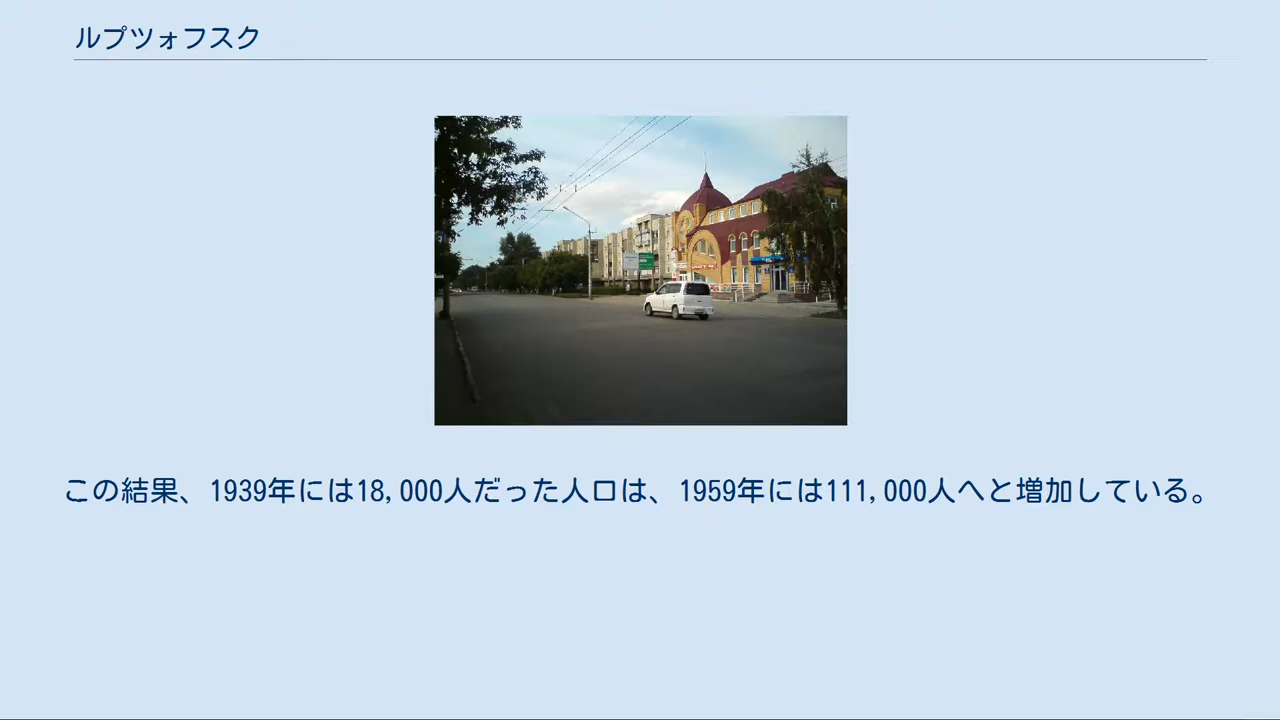 ルプツォフスク
この結果、1939年には18,000人だった人口は、1959年には111,000人へと増加している。